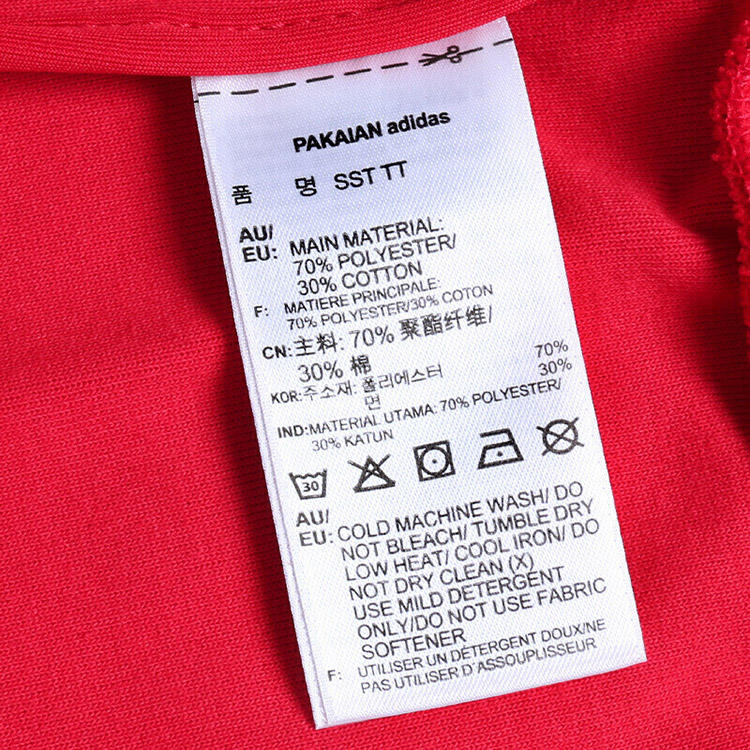 PAKAIAN adidas
품 명 SST TT
AU/
EU: MAIN MATERIAL:
70% POLYESTER/
30% COTTON
F: MATIERE PRINCIPALE:
70% POLYESTER/30% COTON
CN:主料: 70% 聚酯纤维/
30% 棉
KOR:주소재: 폴리에스터 70%
면 30%
IND:MATERIAL UTAMA: 70% POLYESTER/
30% KATUN
30
AU/
EU: COLD MACHINE WASH/ DO
NOT BLEACH/ TUMBLE DRY
LOW HEAT/ COOL IRON/ DO
NOT DRY CLEAN (X)
USE MILD DETERGENT
ONLY/DO NOT USE FABRIC
SOFTENER
F: UTILISER UN DÉTERGENT DOUX/NE
PAS UTILISER D'ASSOUPLISSEUR